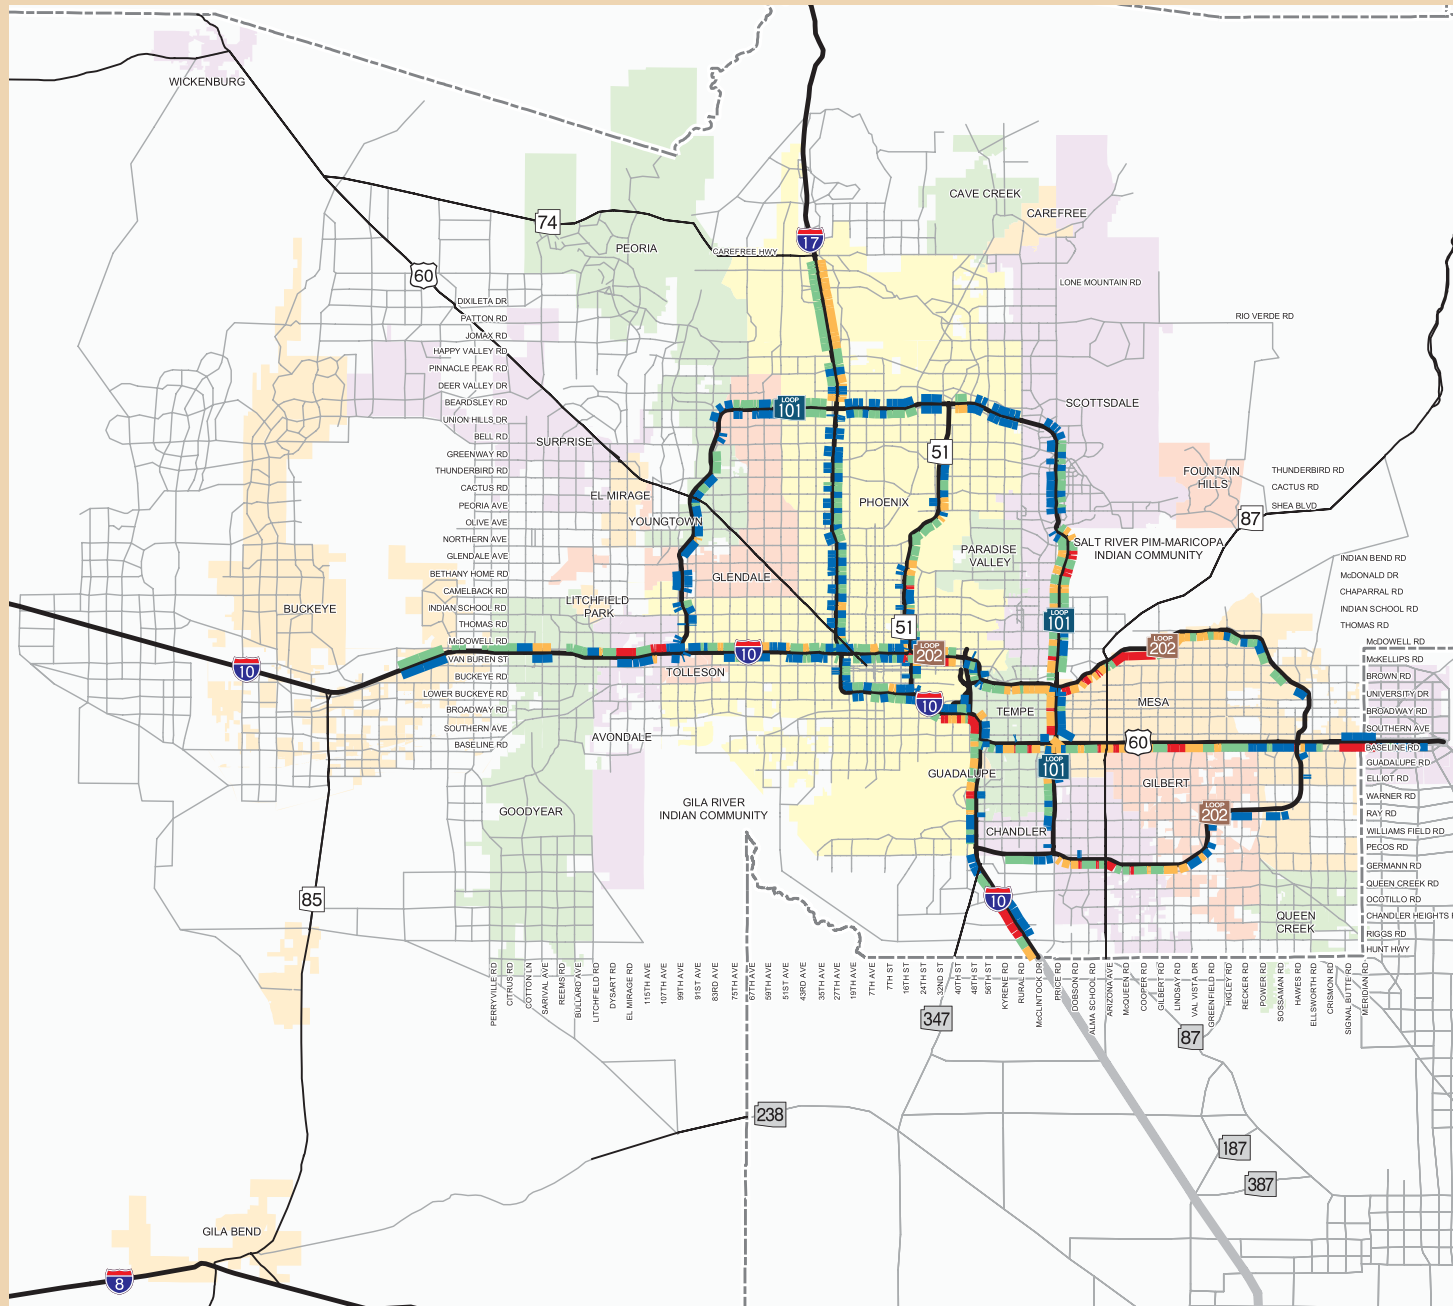 WICKENBURG
CAVE CREEK
CAREFREE
74
17
PEORIA
CAREFREE HWY
60
LONE MOUNTAIN RD
DIXILETA DR
PATTON RD
JOMAX RD
HAPPY VALLEY RD
PINNACLE PEAK RD
DEER VALLEY DR
BEARDSLEY RD
UNION HILLS DR
BELL RD
GREENWAY RD
THUNDERBIRD RD
CACTUS RD
PEORIA AVE
OLIVE AVE
NORTHERN AVE
GLENDALE AVE
BETHANY HOME RD
CAMELBACK RD
INDIAN SCHOOL RD
THOMAS RD
McDOWELL RD
VAN BUREN ST
BUCKEYE RD
LOWER BUCKEYE RD
BROADWAY RD
SOUTHERN AVE
BASELINE RD
RIO VERDE RD
LOOP
101
SCOTTSDALE
SURPRISE
51
EL MIRAGE
YOUNGTOWN
PHOENIX
FOUNTAIN
HILLS
THUNDERBIRD RD
CACTUS RD
SHEA BLVD
87
PARADISE
VALLEY
SALT RIVER PIM-MARICOPA
INDIAN COMMUNITY
GLENDALE
LITCHFIELD
PARK
BUCKEYE
51
LOOP
101
INDIAN BEND RD
McDONALD DR
CHAPARRAL RD
INDIAN SCHOOL RD
THOMAS RD
McDOWELL RD
McKELLIPS RD
BROWN RD
UNIVERSITY DR
BROADWAY RD
SOUTHERN AVE
BASELINE RD
GUADALUPE RD
ELLIOT RD
WARNER RD
RAY RD
WILLIAMS FIELD RD
PECOS RD
GERMANN RD
QUEEN CREEK RD
OCOTILLO RD
CHANDLER HEIGHTS
RIGGS RD
HUNT HWY
10
10
LOOP
202
LOOP
202
TOLLESON
10
TEMPE
MESA
AVONDALE
60
GUADALUPE
LOOP
101
GILBERT
GOODYEAR
GILA RIVER
INDIAN COMMUNITY
CHANDLER
LOOP
202
85
10
QUEEN
CREEK
PERRYVILLE RD
CITRUS RD
COTTON LN
SARIVAL AVE
REEMS RD
BULLARD AVE
LITCHFIELD RD
DYSART RD
EL MIRAGE RD
115TH AVE
107TH AVE
99TH AVE
91ST AVE
83RD AVE
75TH AVE
67TH AVE
59TH AVE
51ST AVE
43RD AVE
35TH AVE
27TH AVE
19TH AVE
7TH AVE
7TH ST
16TH ST
24TH ST
32ND ST
40TH ST
48TH ST
56TH ST
KYRENE RD
RURAL RD
McCLINTOCK DR
PRICE RD
DOBSON RD
ALMA SCHOOL RD
ARIZONA AVE
McQUEEN RD
COOPER RD
GILBERT RD
LINDSAY RD
VAL VISTA DR
GREENFIELD RD
HIGLEY RD
RECKER RD
POWER RD
SOSSAMAN RD
HAWES RD
ELLSWORTH RD
CRISMON RD
SIGNAL BUTTE RD
MERIDIAN RD
347
87
238
187
387
GILA BEND
8